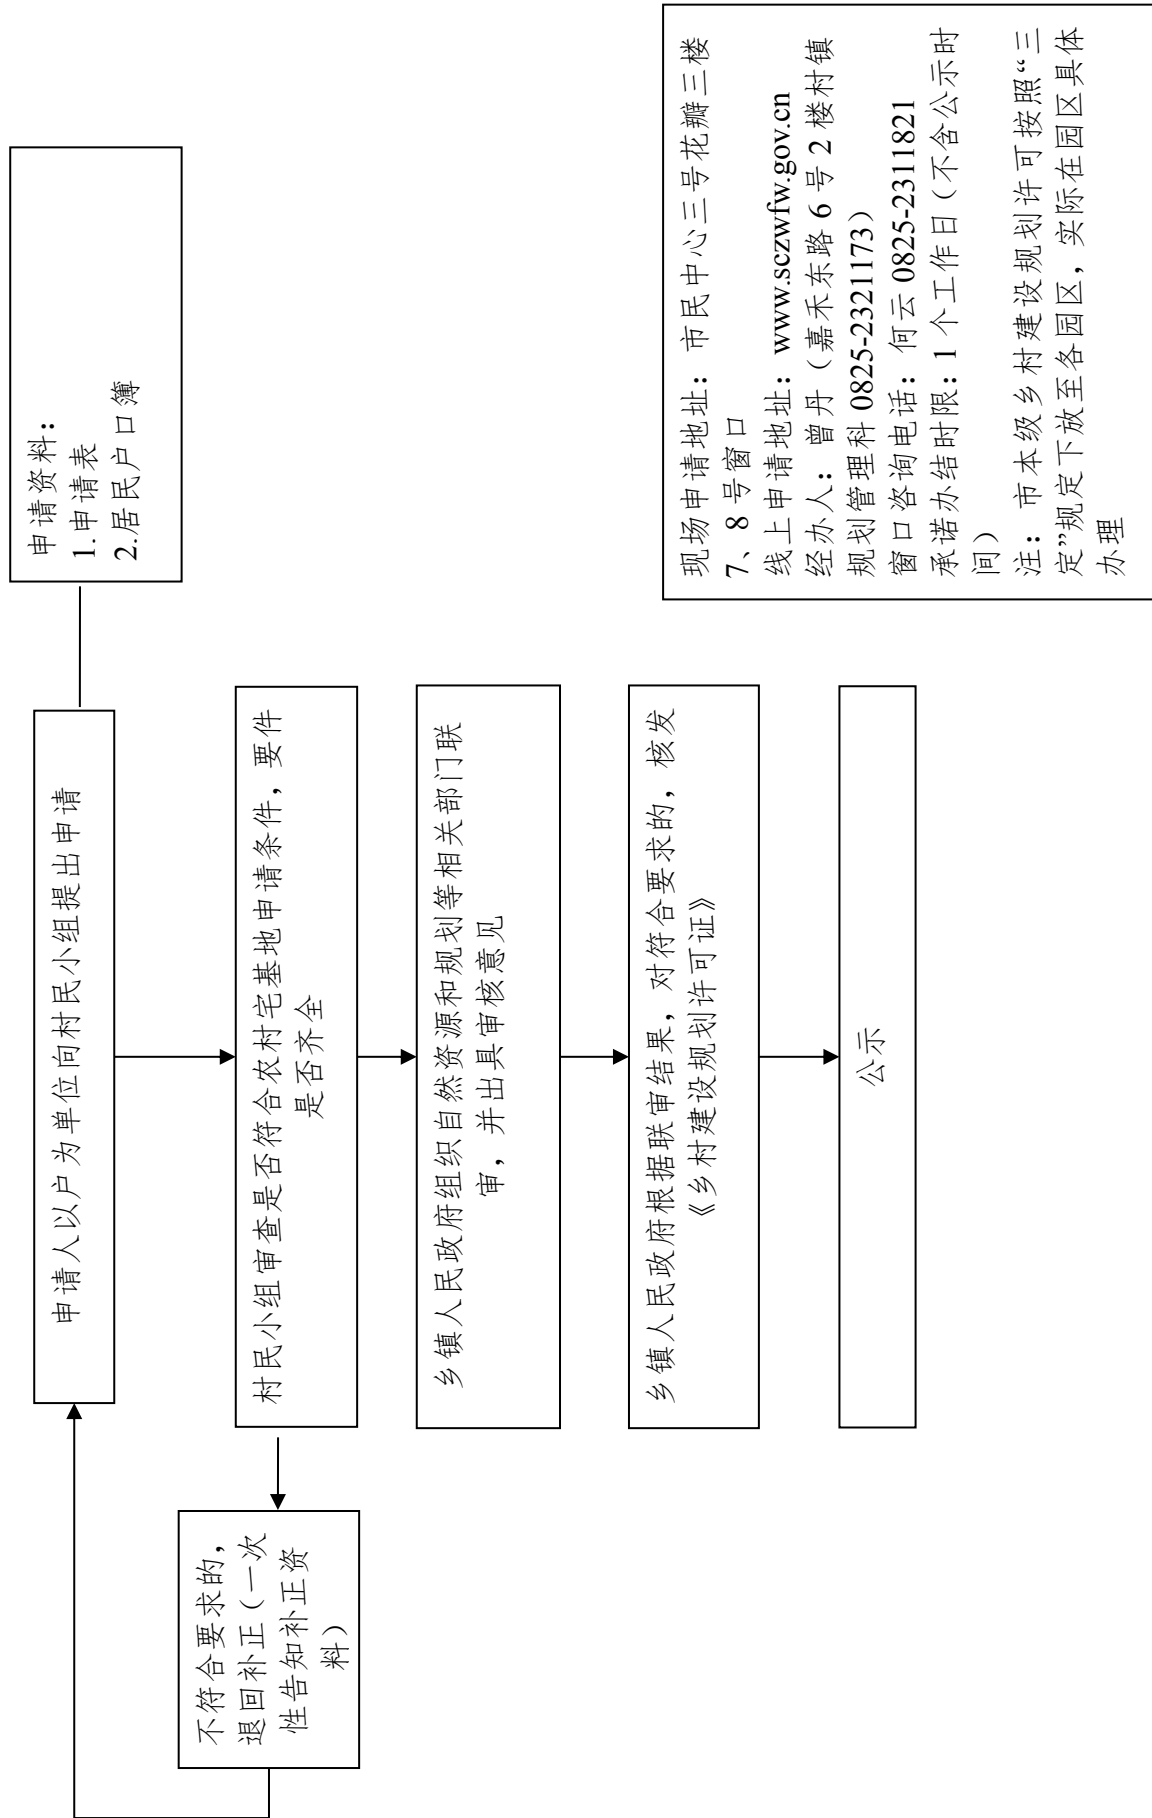 申请人以户为单位向村民小组提出申请
申请资料：
1.申请表
2.居民户口簿
村民小组审查是否符合农村宅基地申请条件，要件
是否齐全
不符合要求的，
退回补正（一次
性告知补正资
料）
乡镇人民政府组织自然资源和规划等相关部门联
审，并出具审核意见
乡镇人民政府根据联审结果，对符合要求的，核发
《乡村建设规划许可证》
公示
现场申请地址：市民中心三号花瓣三楼
7、8 号窗口
线上申请地址：www.sczwfw.gov.cn
经办人：曾丹（嘉禾东路 6 号 2 楼村镇
规划管理科 0825-2321173）
窗口咨询电话：何云 0825-2311821
承诺办结时限：1 个工作日（不含公示时
间）
注：市本级乡村建设规划许可按照“三
定”规定下放至各园区，实际在园区具体
办理